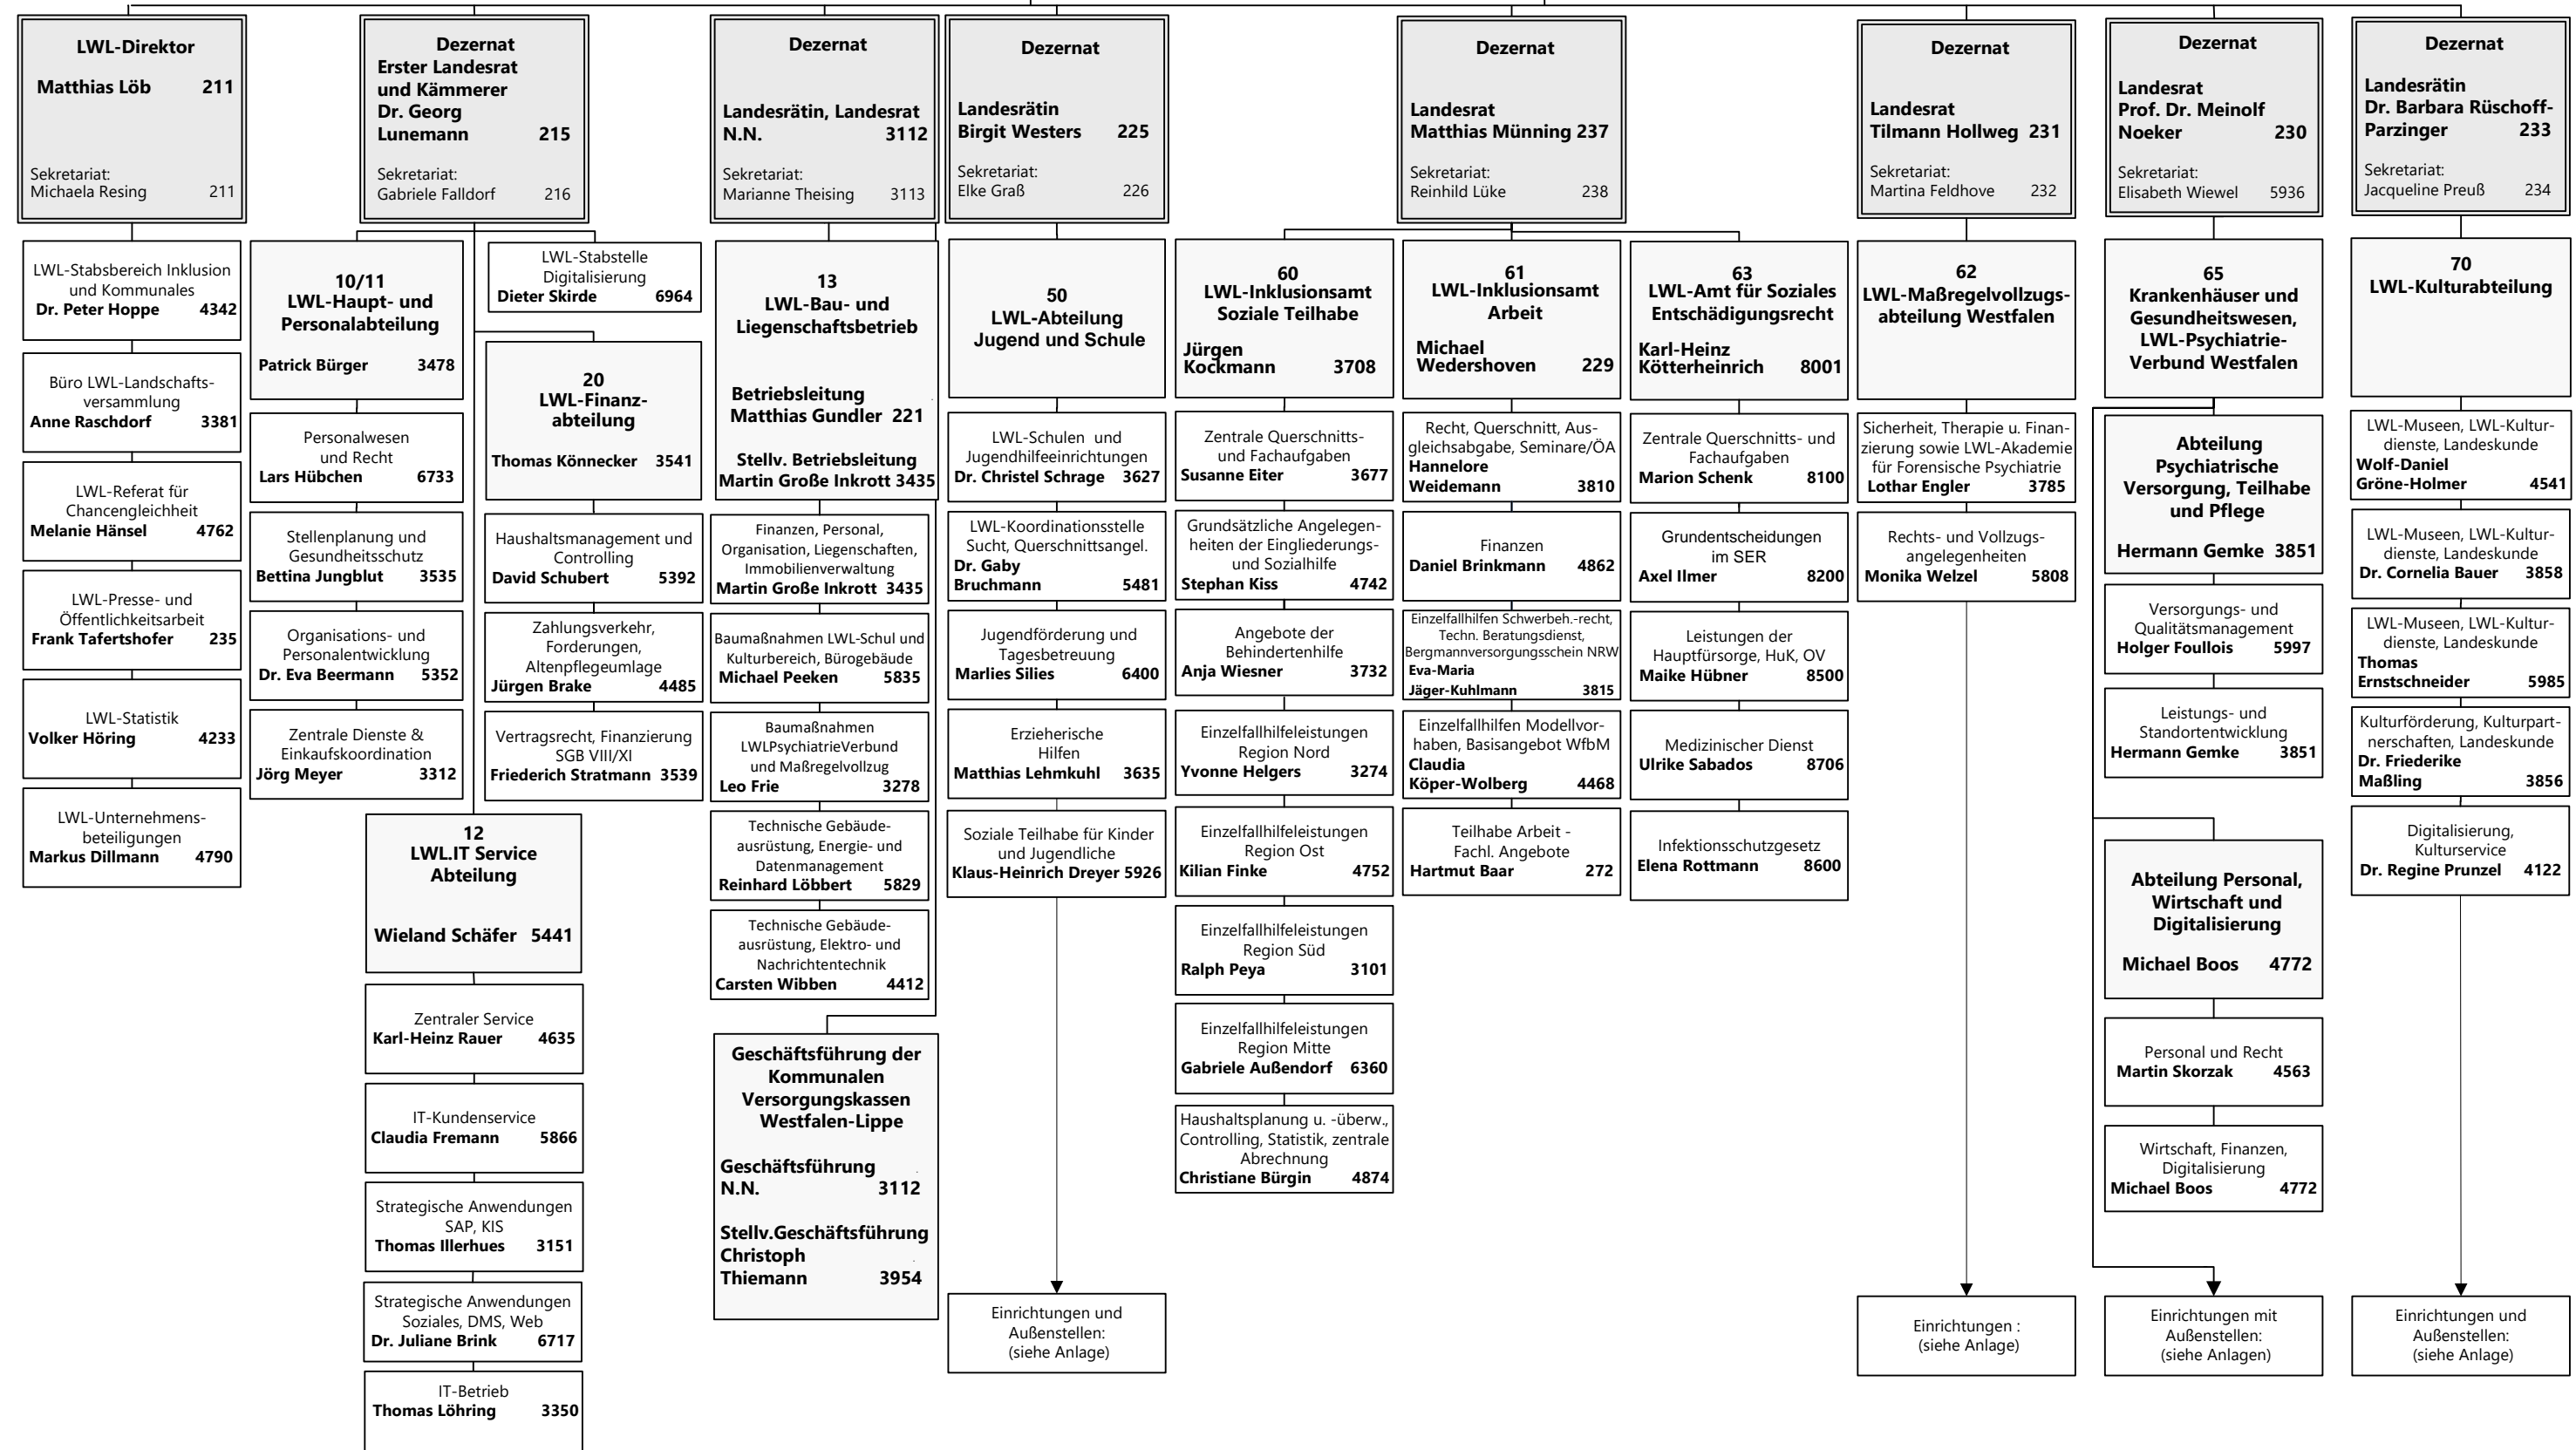 LWL-Direktor
Matthias Löb 211
Sekretariat:
Michaela Resing 211
LWL-Stabsbereich Inklusion
und Kommunales
Dr. Peter Hoppe 4342
Büro LWL-Landschafts-
versammlung
Anne Raschdorf 3381
LWL-Referat für
Chancengleichheit
Melanie Hänsel 4762
LWL-Presse- und
Öffentlichkeitsarbeit
Frank Tafertshofer 235
LWL-Statistik
Volker Höring 4233
LWL-Unternehmens-
beteiligungen
Markus Dillmann 4790
Dezernat
Erster Landesrat
und Kämmerer
Dr. Georg
Lunemann 215
Sekretariat:
Gabriele Falldorf 216
10/11
LWL-Haupt- und
Personalabteilung
Patrick Bürger 3478
Personalwesen
und Recht
Lars Hübchen 6733
Stellenplanung und
Gesundheitsschutz
Bettina Jungblut 3535
Organisations- und
Personalentwicklung
Dr. Eva Beermann 5352
Zentrale Dienste &
Einkaufskoordination
Jörg Meyer 3312
LWL-Stabstelle
Digitalisierung
Dieter Skirde 6964
20
LWL-Finanz-
abteilung
Thomas Könnecker 3541
Haushaltsmanagement und
Controlling
David Schubert 5392
Zahlungsverkehr,
Forderungen,
Altenpflegeumlage
Jürgen Brake 4485
Vertragsrecht, Finanzierung
SGB VIII/XI
Friederich Stratmann 3539
12
LWL.IT Service
Abteilung
Wieland Schäfer 5441
Zentraler Service
Karl-Heinz Rauer 4635
IT-Kundenservice
Claudia Fremann 5866
Strategische Anwendungen
SAP, KIS
Thomas Illerhues 3151
Strategische Anwendungen
Soziales, DMS, Web
Dr. Juliane Brink 6717
IT-Betrieb
Thomas Löhring 3350
Dezernat
Landesrätin, Landesrat
N.N. 3112
Sekretariat:
Marianne Theising 3113
13
LWL-Bau- und
Liegenschaftsbetrieb
Betriebsleitung
Matthias Gundler 221
Stellv. Betriebsleitung
Martin Große Inkrott 3435
Finanzen, Personal,
Organisation, Liegenschaften,
Immobilienverwaltung
Martin Große Inkrott 3435
Baumaßnahmen LWL-Schul und
Kulturbereich, Bürogebäude
Michael Peeken 5835
Baumaßnahmen
LWLPsychiatrieVerbund
und Maßregelvollzug
Leo Frie 3278
Technische Gebäude-
ausrüstung, Energie- und
Datenmanagement
Reinhard Löbbert 5829
Technische Gebäude-
ausrüstung, Elektro- und
Nachrichtentechnik
Carsten Wibben 4412
Geschäftsführung der
Kommunalen
Versorgungskassen
Westfalen-Lippe
Geschäftsführung
N.N. 3112
Stellv.Geschäftsführung
Christoph
Thiemann 3954
Dezernat
Landesrätin
Birgit Westers 225
Sekretariat:
Elke Graß 226
50
LWL-Abteilung
Jugend und Schule
LWL-Schulen und
Jugendhilfeeinrichtungen
Dr. Christel Schrage 3627
LWL-Koordinationsstelle
Sucht, Querschnittsangel.
Dr. Gaby
Bruchmann 5481
Jugendförderung und
Tagesbetreuung
Marlies Silies 6400
Erzieherische
Hilfen
Matthias Lehmkuhl 3635
Soziale Teilhabe für Kinder
und Jugendliche
Klaus-Heinrich Dreyer 5926
Einrichtungen und
Außenstellen:
(siehe Anlage)
Dezernat
Landesrat
Matthias Münning 237
Sekretariat:
Reinhild Lüke 238
60
LWL-Inklusionsamt
Soziale Teilhabe
Jürgen
Kockmann 3708
Zentrale Querschnitts-
und Fachaufgaben
Susanne Eiter 3677
Grundsätzliche Angelegen-
heiten der Eingliederungs-
und Sozialhilfe
Stephan Kiss 4742
Angebote der
Behindertenhilfe
Anja Wiesner 3732
Einzelfallhilfeleistungen
Region Nord
Yvonne Helgers 3274
Einzelfallhilfeleistungen
Region Ost
Kilian Finke 4752
Einzelfallhilfeleistungen
Region Süd
Ralph Peya 3101
Einzelfallhilfeleistungen
Region Mitte
Gabriele Außendorf 6360
Haushaltsplanung u. -überw.,
Controlling, Statistik, zentrale
Abrechnung
Christiane Bürgin 4874
61
LWL-Inklusionsamt
Arbeit
Michael
Wedershoven 229
Recht, Querschnitt, Aus-
gleichsabgabe, Seminare/ÖA
Hannelore
Weidemann 3810
Finanzen
Daniel Brinkmann 4862
Einzelfallhilfen Schwerbeh.-recht,
Techn. Beratungsdienst,
Bergmannversorgungsschein NRW
Eva-Maria
Jäger-Kuhlmann 3815
Einzelfallhilfen Modellvor-
haben, Basisangebot WfbM
Claudia
Köper-Wolberg 4468
Teilhabe Arbeit -
Fachl. Angebote
Hartmut Baar 272
63
LWL-Amt für Soziales
Entschädigungsrecht
Karl-Heinz
Kötterheinrich 8001
Zentrale Querschnitts- und
Fachaufgaben
Marion Schenk 8100
Grundentscheidungen
im SER
Axel Ilmer 8200
Leistungen der
Hauptfürsorge, HuK, OV
Maike Hübner 8500
Medizinischer Dienst
Ulrike Sabados 8706
Infektionsschutzgesetz
Elena Rottmann 8600
Dezernat
Landesrat
Tilmann Hollweg 231
Sekretariat:
Martina Feldhove 232
62
LWL-Maßregelvollzugs-
abteilung Westfalen
Sicherheit, Therapie u. Finan-
zierung sowie LWL-Akademie
für Forensische Psychiatrie
Lothar Engler 3785
Rechts- und Vollzugs-
angelegenheiten
Monika Welzel 5808
Einrichtungen :
(siehe Anlage)
Dezernat
Landesrat
Prof. Dr. Meinolf
Noeker 230
Sekretariat:
Elisabeth Wiewel 5936
65
Krankenhäuser und
Gesundheitswesen,
LWL-Psychiatrie-
Verbund Westfalen
Abteilung
Psychiatrische
Versorgung, Teilhabe
und Pflege
Hermann Gemke 3851
Versorgungs- und
Qualitätsmanagement
Holger Foullois 5997
Leistungs- und
Standortentwicklung
Hermann Gemke 3851
Abteilung Personal,
Wirtschaft und
Digitalisierung
Michael Boos 4772
Personal und Recht
Martin Skorzak 4563
Wirtschaft, Finanzen,
Digitalisierung
Michael Boos 4772
Einrichtungen mit
Außenstellen:
(siehe Anlagen)
Dezernat
Landesrätin
Dr. Barbara Rüschoff-
Parzinger 233
Sekretariat:
Jacqueline Preuß 234
70
LWL-Kulturabteilung
LWL-Museen, LWL-Kultur-
dienste, Landeskunde
Wolf-Daniel
Gröne-Holmer 4541
LWL-Museen, LWL-Kultur-
dienste, Landeskunde
Dr. Cornelia Bauer 3858
LWL-Museen, LWL-Kultur-
dienste, Landeskunde
Thomas
Ernstschneider 5985
Kulturförderung, Kulturpart-
nerschaften, Landeskunde
Dr. Friederike
Maßling 3856
Digitalisierung,
Kulturservice
Dr. Regine Prunzel 4122
Einrichtungen und
Außenstellen:
(siehe Anlage)